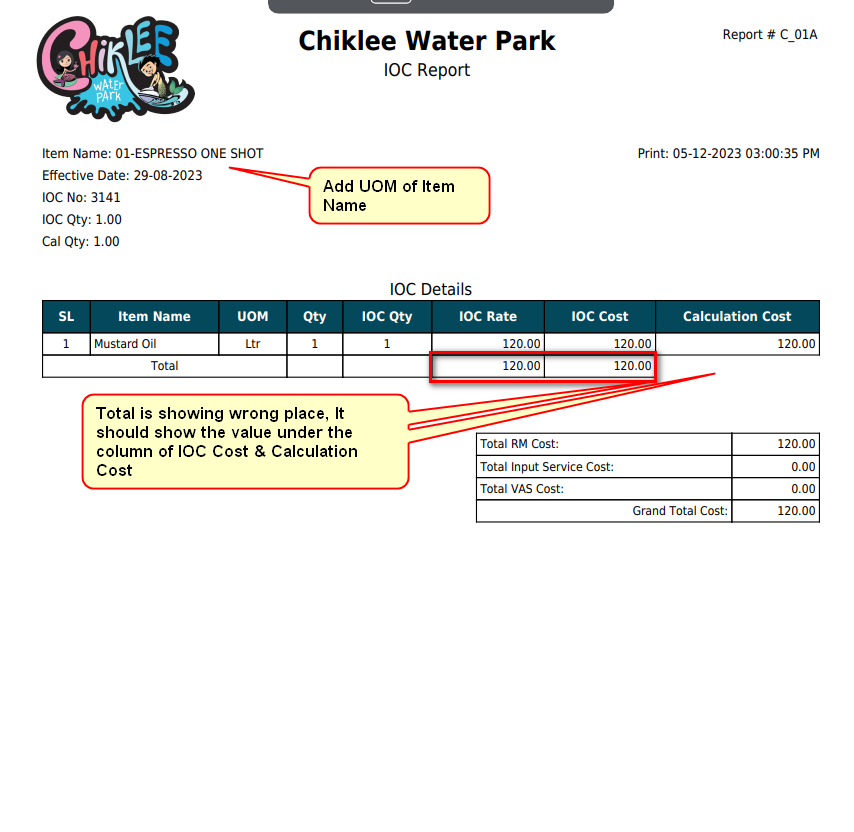 CHIKLEE
WATER
PARK
Chiklee Water Park
IOC Report
Report # C_01A
Item Name: 01-ESPRESSO ONE SHOT
Print: 05-12-2023 03:00:35 PM
Effective Date: 29-08-2023
IOC No: 3141
IOC Qty: 1.00
Cal Qty: 1.00
Add UOM of Item
Name
IOC Details
SL Item Name UOM Qty IOC Qty IOC Rate IOC Cost Calculation Cost
1 Mustard Oil Ltr 1 1 120.00 120.00 120.00
Total 120.00 120.00
Total is showing wrong place, It
should show the value under the
column of IOC Cost & Calculation
Cost
Total RM Cost: 120.00
Total Input Service Cost: 0.00
Total VAS Cost: 0.00
Grand Total Cost: 120.00